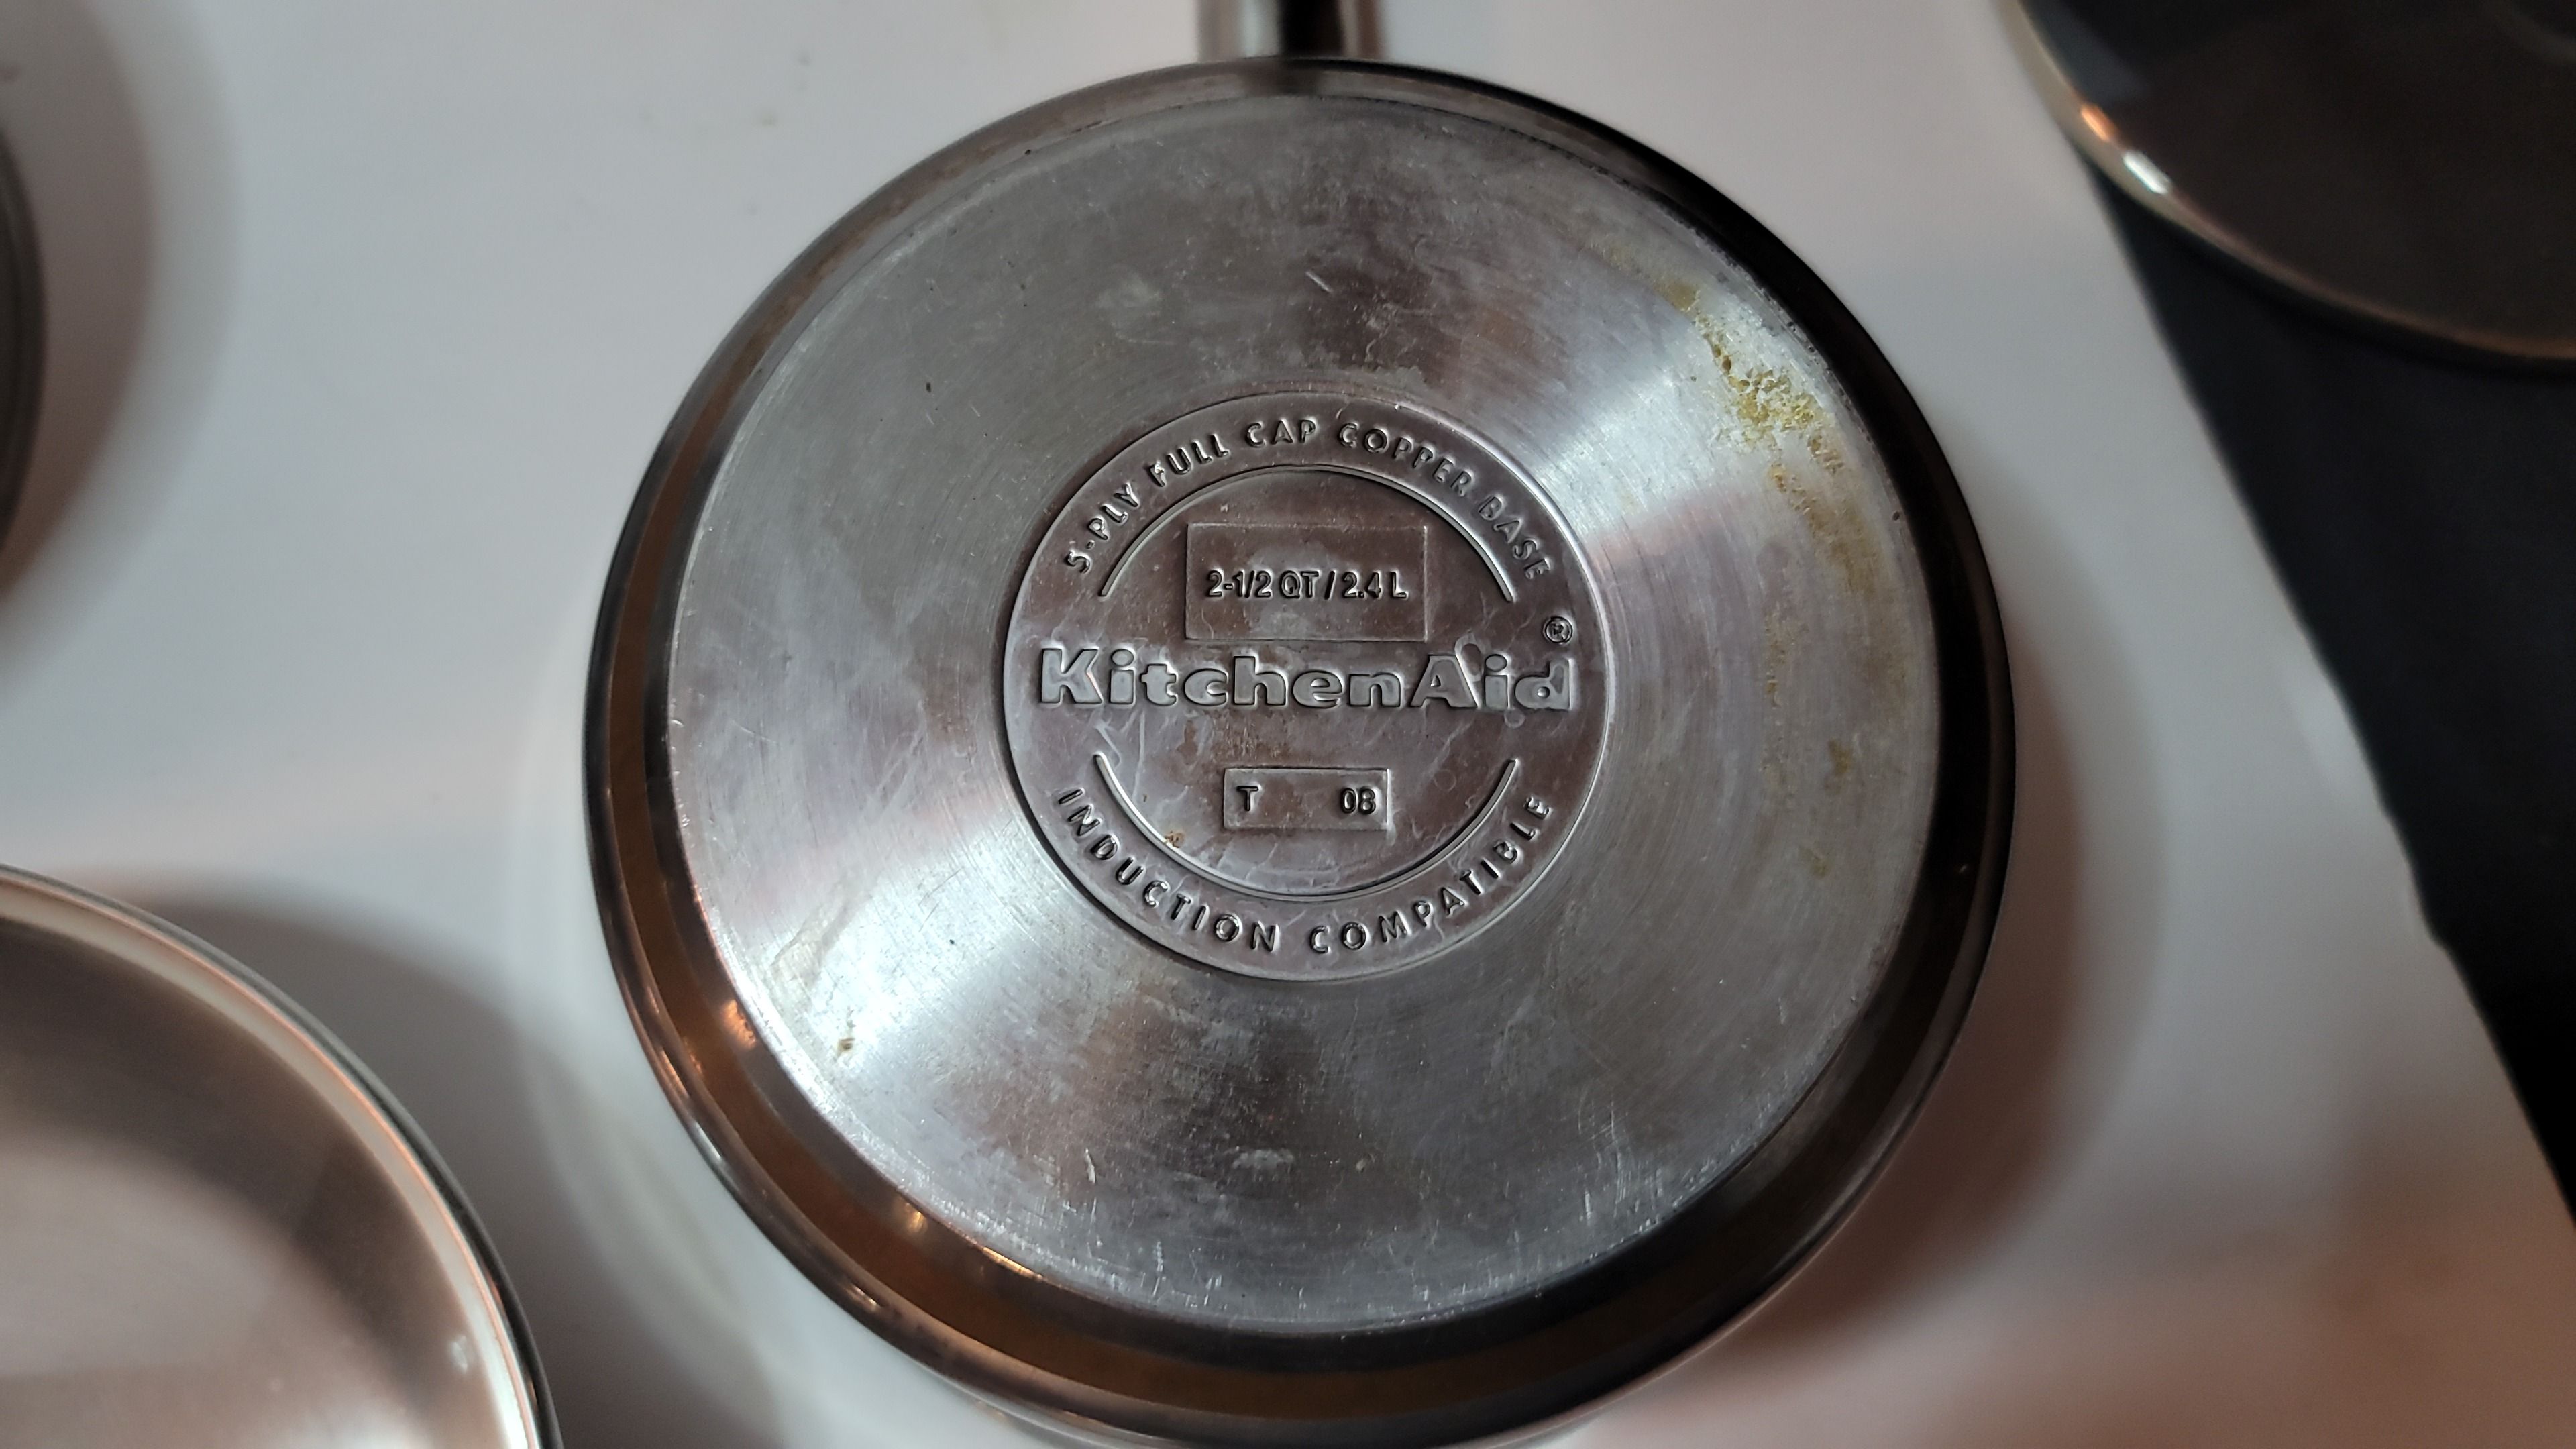 5-PLY FULL CAP COPPER BASE
2-1/2 QT / 2.4 L
KitchenAid®
T 08
INDUCTION COMPATIBLE